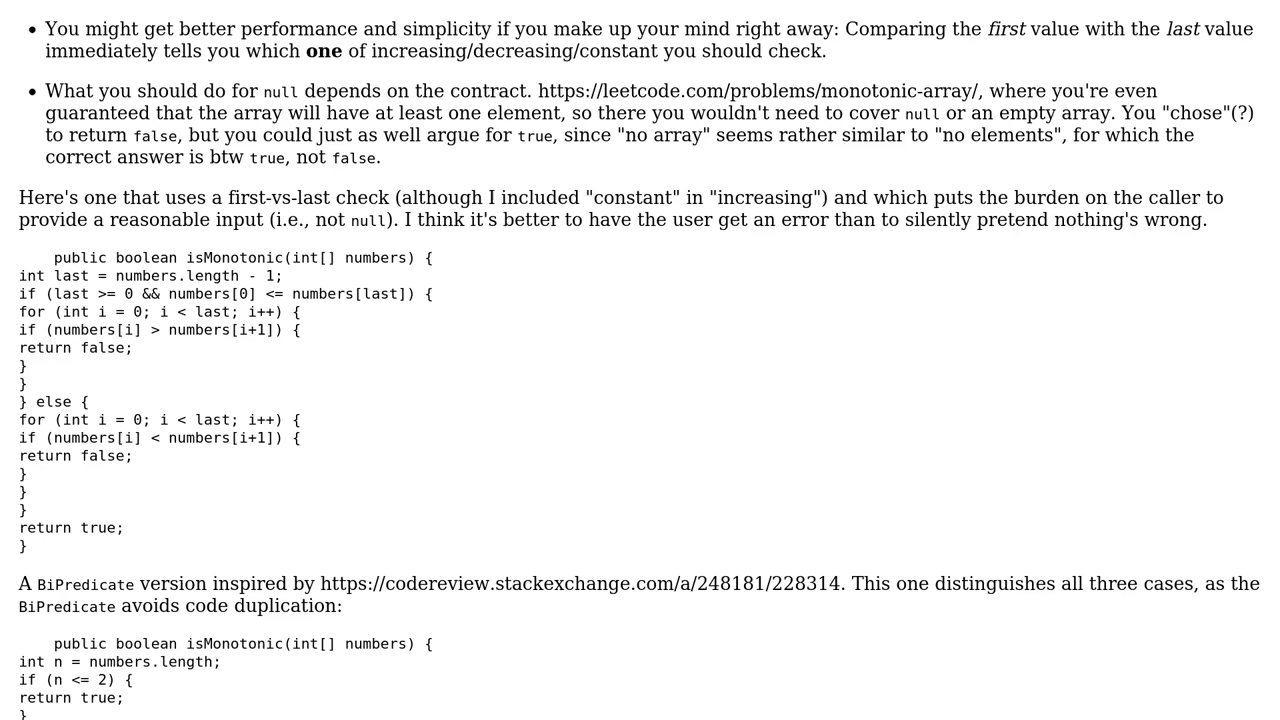 • You might get better performance and simplicity if you make up your mind right away: Comparing the first value with the last value
immediately tells you which one of increasing/decreasing/constant you should check.
• What you should do for null depends on the contract. https://leetcode.com/problems/monotonic-array/, where you're even
guaranteed that the array will have at least one element, so there you wouldn't need to cover null or an empty array. You "chose"(?)
to return false, but you could just as well argue for true, since "no array" seems rather similar to "no elements", for which the
correct answer is btw true, not false.
Here's one that uses a first-vs-last check (although I included "constant" in "increasing") and which puts the burden on the caller to
provide a reasonable input (i.e., not null). I think it's better to have the user get an error than to silently pretend nothing's wrong.
public boolean isMonotonic(int[] numbers) {
int last = numbers.length - 1;
if (last >= 0 && numbers[0] <= numbers[last]) {
for (int i = 0; i < last; i++) {
if (numbers[i] > numbers[i+1]) {
return false;
}
}
} else {
for (int i = 0; i < last; i++) {
if (numbers[i] < numbers[i+1]) {
return false;
}
}
}
return true;
}
A BiPredicate version inspired by https://codereview.stackexchange.com/a/248181/228314. This one distinguishes all three cases, as the
BiPredicate avoids code duplication:
public boolean isMonotonic(int[] numbers) {
int n = numbers.length;
if (n <= 2) {
return true;
}